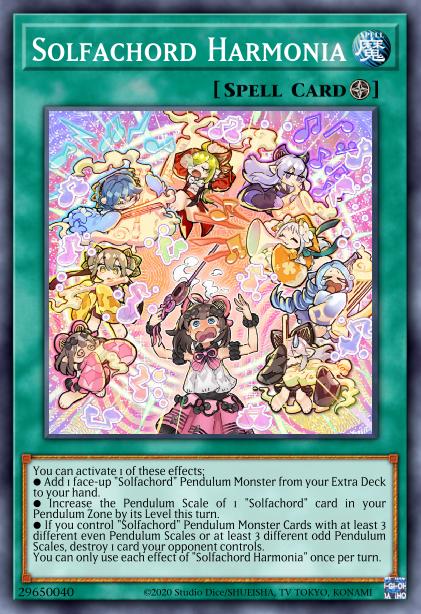 SOLFACHORD HARMONIA
SPELL
魔
[SPELL CARD]
You can activate 1 of these effects;
● Add 1 face-up "Solfachord" Pendulum Monster from your Extra Deck
to your hand.
● Increase the Pendulum Scale of 1 "Solfachord" card in your
Pendulum Zone by its Level this turn.
● If you control "Solfachord" Pendulum Monster Cards with at least 3
different even Pendulum Scales or at least 3 different odd Pendulum
Scales, destroy 1 card your opponent controls.
You can only use each effect of "Solfachord Harmonia" once per turn.
29650040
©2020 Studio Dice/SHUEISHA, TV TOKYO, KONAMI